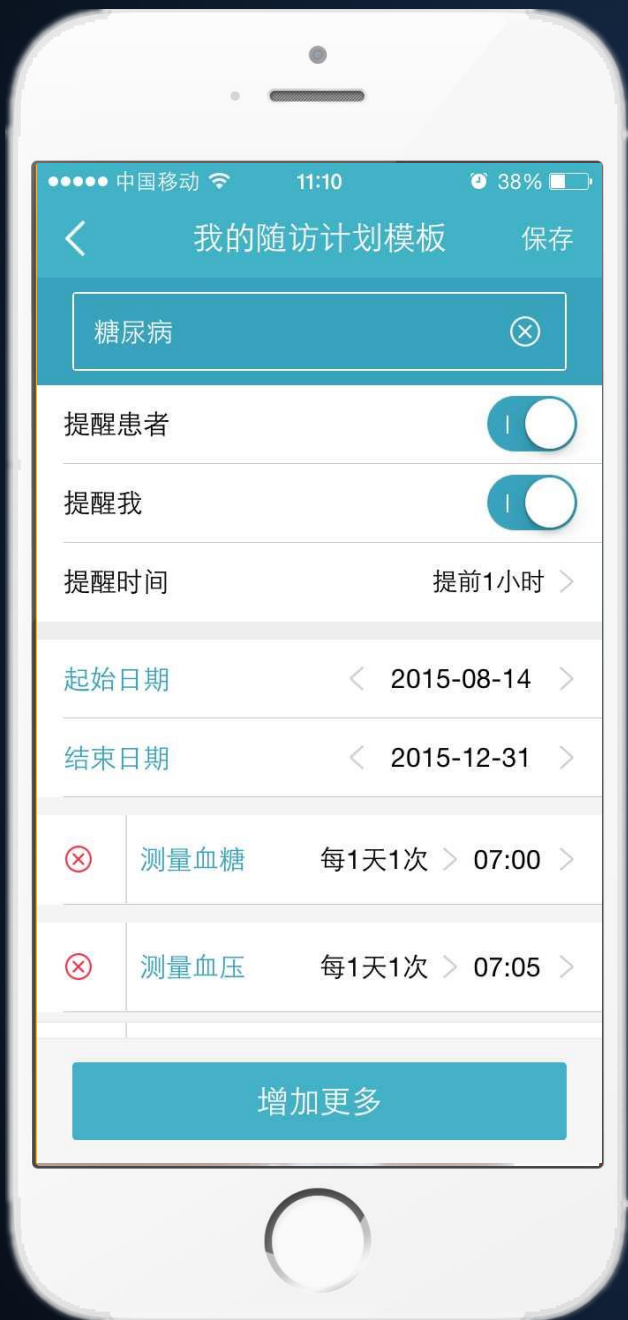 中国移动 11:10 38%
我的随访计划模板 保存
糖尿病
提醒患者
提醒我
提醒时间 提前1小时
起始日期 2015-08-14
结束日期 2015-12-31
测量血糖 每1天1次 07:00
测量血压 每1天1次 07:05
增加更多